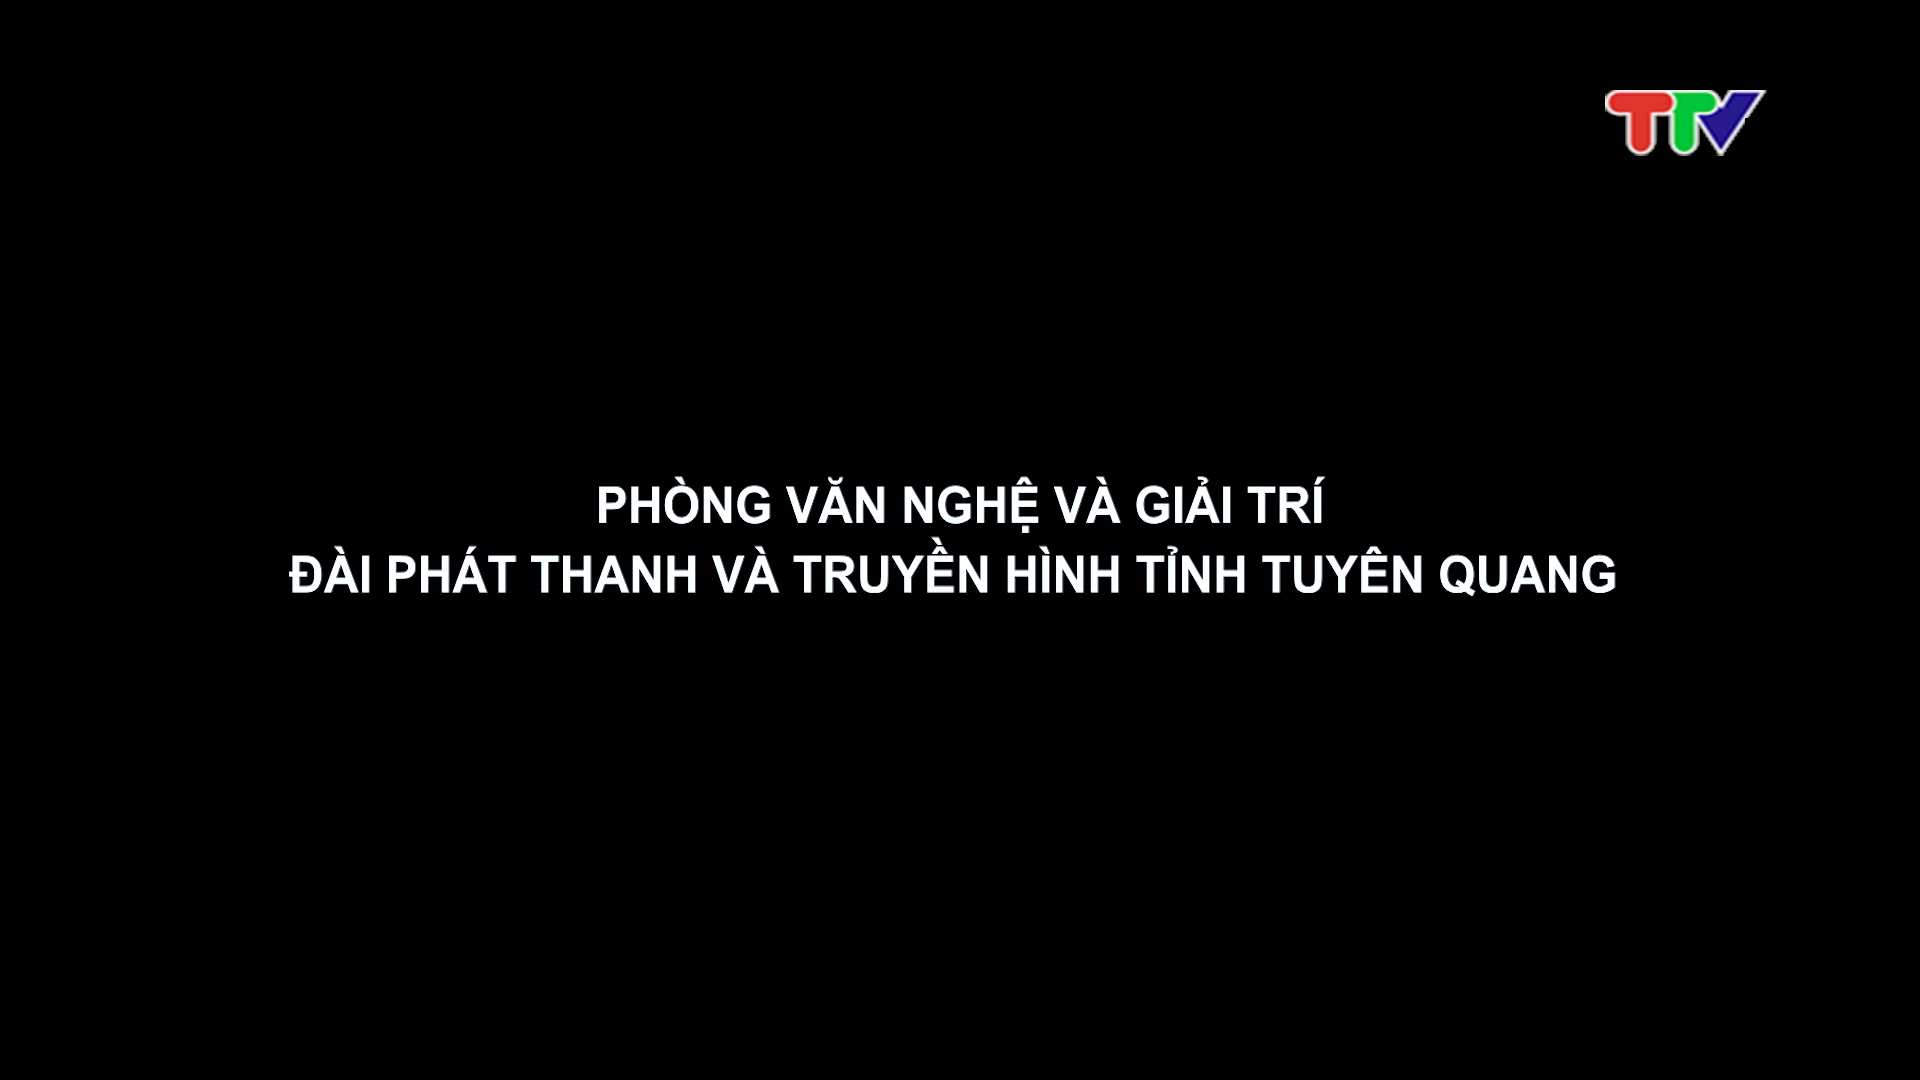 TTV
PHÒNG VĂN NGHỆ VÀ GIẢI TRÍ
ĐÀI PHÁT THANH VÀ TRUYỀN HÌNH TỈNH TUYÊN QUANG